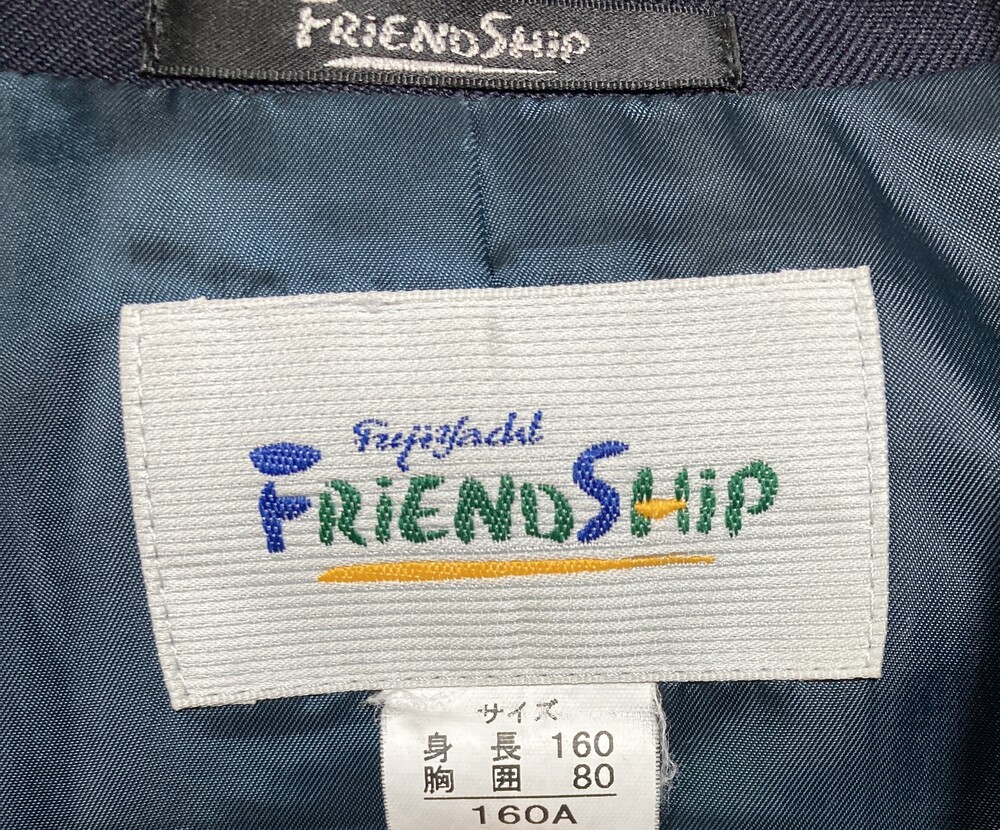 FRiENDSHiP
FujiYacht
FRiENDSHiP
サイズ
身 長 160
胸 囲 80
160A